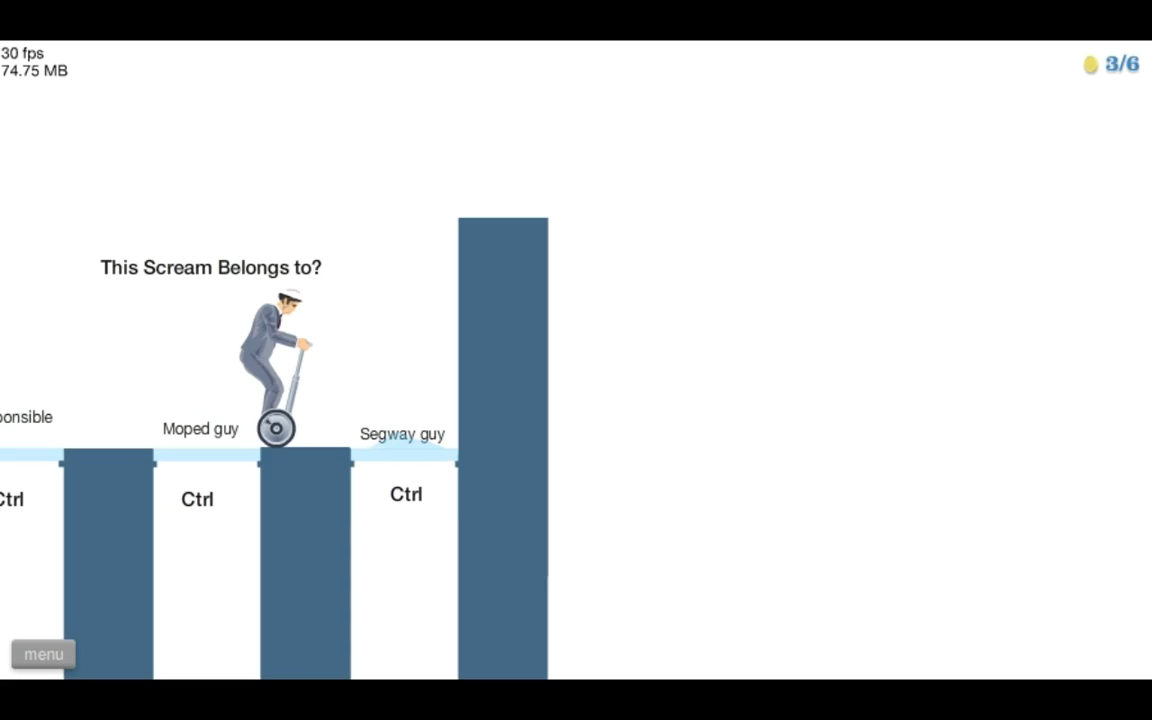 30 fps
74.75 MB
3/6
This Scream Belongs to?
ponsible
Moped guy
Segway guy
Ctrl
Ctrl
Ctrl
menu